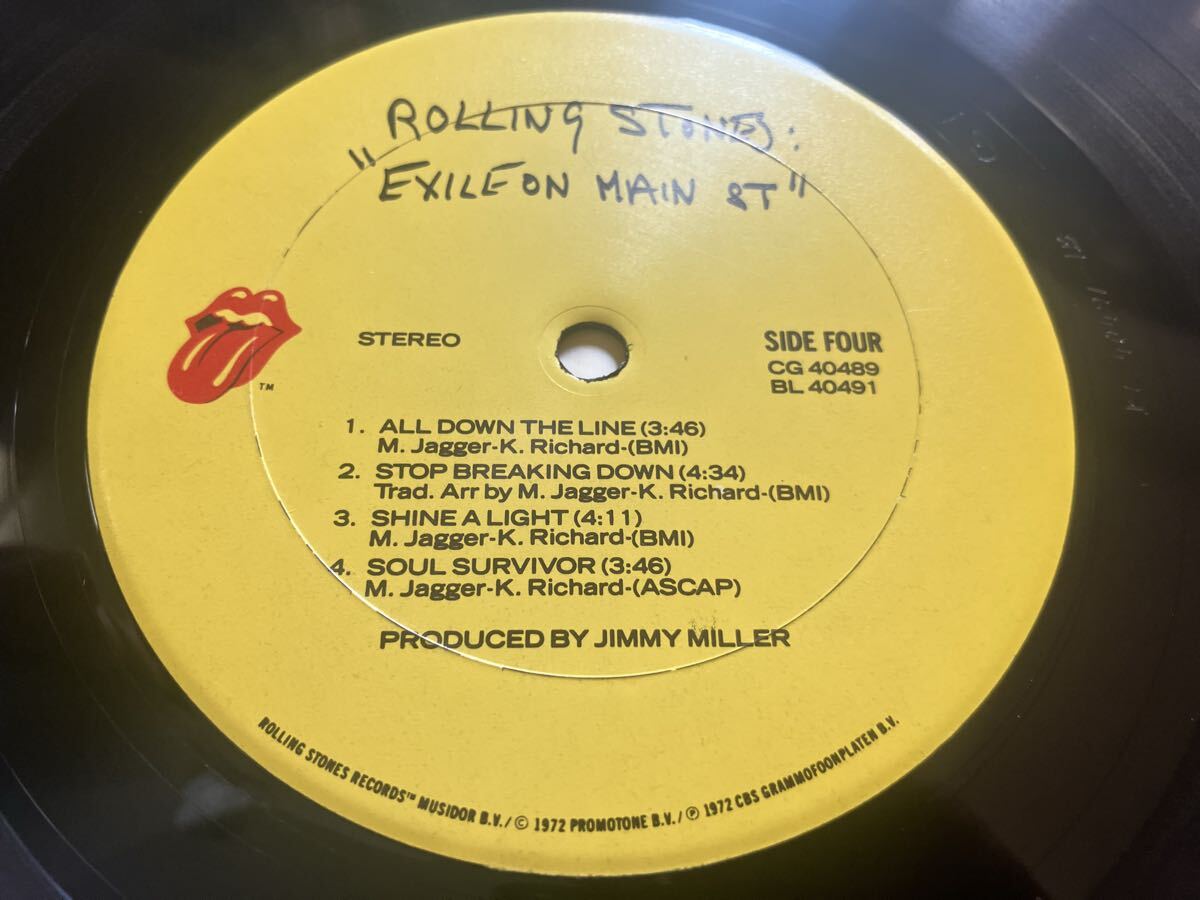 ROLLING STONES:
"EXILE ON MAIN ST"
TM
STEREO
SIDE FOUR
CG 40489
BL 40491
1. ALL DOWN THE LINE (3:46)
M. Jagger-K. Richard-(BMI)
2. STOP BREAKING DOWN (4:34)
Trad. Arr by M. Jagger-K. Richard-(BMI)
3. SHINE A LIGHT (4:11)
M. Jagger-K. Richard-(BMI)
4. SOUL SURVIVOR (3:46)
M. Jagger-K. Richard-(ASCAP)
PRODUCED BY JIMMY MILLER
ROLLING STONES RECORDS™ MUSIDOR B.V./© 1972 PROMOTONE B.V./℗ 1972 CBS GRAMMOFOONPLATEN B.V.